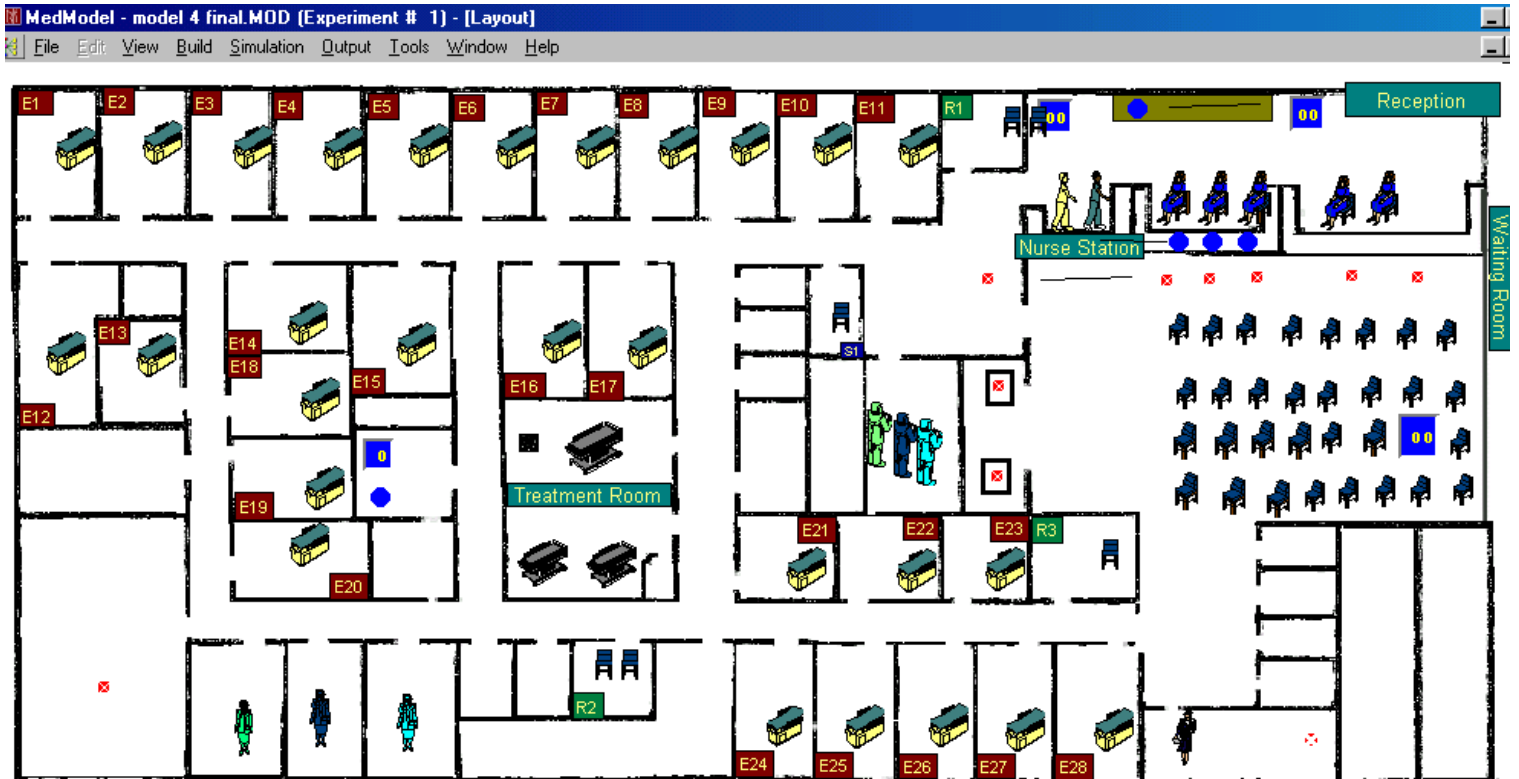 MedModel - model 4 final.MOD (Experiment # 1) - [Layout]
File Edit View Build Simulation Output Tools Window Help
E1 E2 E3 E4 E5 E6 E7 E8 E9 E10 E11 R1 00 00 Reception
Nurse Station
Waiting Room
E13
E14
S1
E18
E15
E16 E17
E12
00
0
Treatment Room
E19
E21 E22 E23 R3
E20
R2
E24 E25 E26 E27 E28